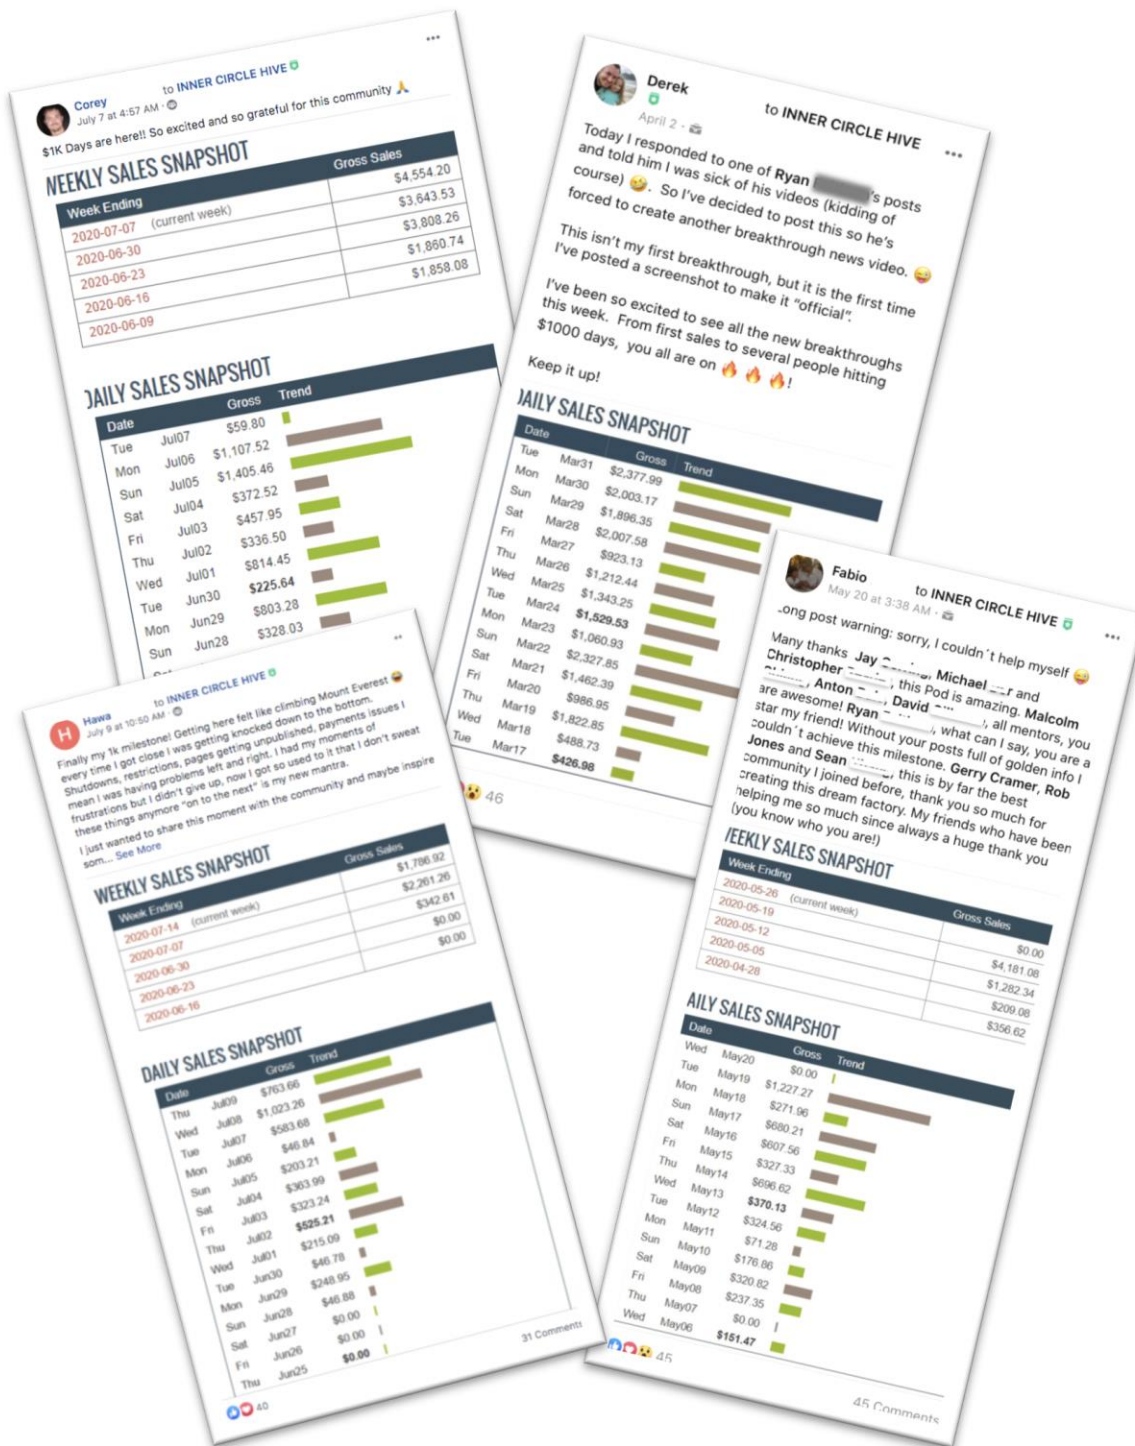 Corey to INNER CIRCLE HIVE
July 7 at 4:57 AM ·
$1K Days are here!! So excited and so grateful for this community 🙏
WEEKLY SALES SNAPSHOT
Week Ending Gross Sales
2020-07-07 (current week) $4,554.20
2020-06-30 $3,643.53
2020-06-23 $3,808.26
2020-06-16 $1,860.74
2020-06-09 $1,858.08
DAILY SALES SNAPSHOT
Date Gross Trend
Tue Jul07 $59.80
Mon Jul06 $1,107.52
Sun Jul05 $1,405.46
Sat Jul04 $372.52
Fri Jul03 $457.95
Thu Jul02 $336.50
Wed Jul01 $814.45
Tue Jun30 $225.64
Mon Jun29 $803.28
Sun Jun28 $328.03
Derek to INNER CIRCLE HIVE
April 2 ·
Today I responded to one of Ryan 's posts
and told him I was sick of his videos (kidding of
course) 🤣. So I've decided to post this so he's
forced to create another breakthrough news video. 😜
This isn't my first breakthrough, but it is the first time
I've posted a screenshot to make it "official".
I've been so excited to see all the new breakthroughs
this week. From first sales to several people hitting
$1000 days, you all are on 🔥 🔥 🔥!
Keep it up!
DAILY SALES SNAPSHOT
Date Gross Trend
Tue Mar31 $2,377.99
Mon Mar30 $2,003.17
Sun Mar29 $1,896.35
Sat Mar28 $2,007.58
Fri Mar27 $923.13
Thu Mar26 $1,212.44
Wed Mar25 $1,343.25
Tue Mar24 $1,529.53
Mon Mar23 $1,060.93
Sun Mar22 $2,327.85
Sat Mar21 $1,462.39
Fri Mar20 $986.95
Thu Mar19 $1,822.85
Wed Mar18 $488.73
Tue Mar17 $426.98
46
Hawa to INNER CIRCLE HIVE
July 9 at 10:50 AM ·
Finally my 1k milestone! Getting here felt like climbing Mount Everest 😂
every time I got close I was getting knocked down to the bottom.
Shutdowns, restrictions, pages getting unpublished, payments issues I
mean I was having problems left and right. I had my moments of
frustrations but I didn't give up, now I got so used to it that I don't sweat
these things anymore "on to the next" is my new mantra.
I just wanted to share this moment with the community and maybe inspire
som... See More
WEEKLY SALES SNAPSHOT
Week Ending Gross Sales
2020-07-14 (current week) $1,786.92
2020-07-07 $2,261.26
2020-06-30 $342.61
2020-06-23 $0.00
2020-06-16 $0.00
DAILY SALES SNAPSHOT
Date Gross Trend
Thu Jul09 $763.66
Wed Jul08 $1,023.26
Tue Jul07 $583.68
Mon Jul06 $46.84
Sun Jul05 $203.21
Sat Jul04 $363.99
Fri Jul03 $323.24
Thu Jul02 $525.21
Wed Jul01 $215.09
Tue Jun30 $46.78
Mon Jun29 $248.95
Sun Jun28 $46.88
Sat Jun27 $0.00
Fri Jun26 $0.00
Thu Jun25 $0.00
40 31 Comments
Fabio to INNER CIRCLE HIVE
May 20 at 3:38 AM ·
Long post warning: sorry, I couldn´t help myself 😜
Many thanks Jay , Michael and
Christopher , this Pod is amazing. Malcolm
, Anton , David , all mentors, you
are awesome! Ryan , what can I say, you are a
star my friend! Without your posts full of golden info I
couldn´t achieve this milestone. Gerry Cramer, Rob
Jones and Sean , this is by far the best
community I joined before, thank you so much for
creating this dream factory. My friends who have been
helping me so much since always a huge thank you
(you know who you are!)
WEEKLY SALES SNAPSHOT
Week Ending Gross Sales
2020-05-26 (current week) $0.00
2020-05-19 $4,181.08
2020-05-12 $1,282.34
2020-05-05 $209.08
2020-04-28 $356.62
AILY SALES SNAPSHOT
Date Gross Trend
Wed May20 $0.00
Tue May19 $1,227.27
Mon May18 $271.96
Sun May17 $680.21
Sat May16 $607.56
Fri May15 $327.33
Thu May14 $696.62
Wed May13 $370.13
Tue May12 $324.56
Mon May11 $71.28
Sun May10 $176.86
Sat May09 $320.82
Fri May08 $237.35
Thu May07 $0.00
Wed May06 $151.47
45 45 Comments